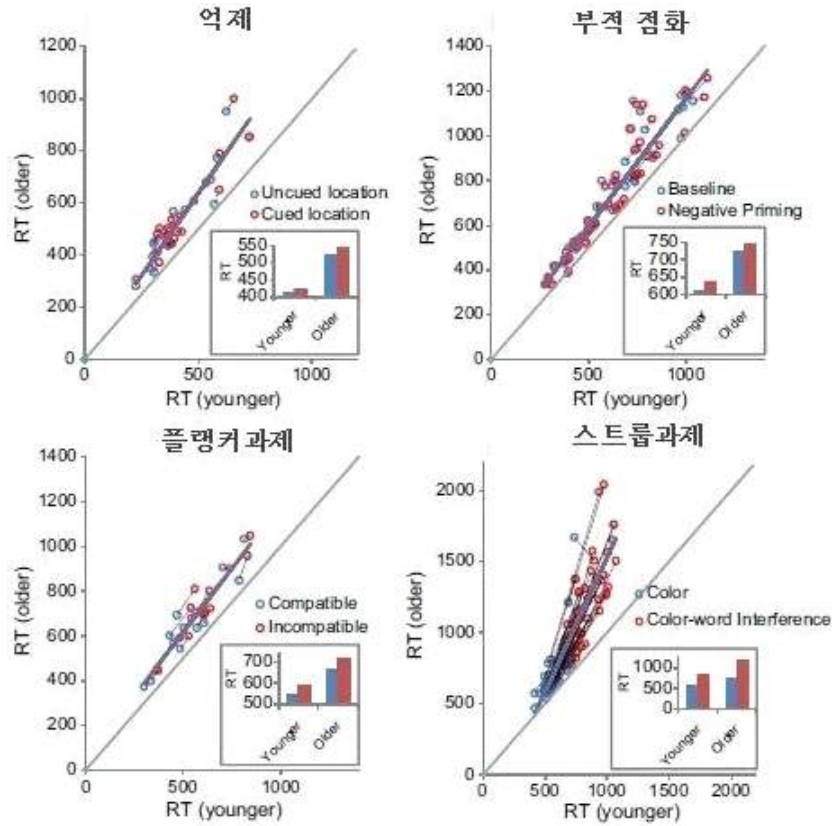 억제
1200
1000
800
600
400
200
0
RT (older)
Uncued location
Cued location
550
500
450
400
RT
Younger
Older
0
500
1000
RT (younger)
부적 점화
1400
1200
1000
800
600
400
200
0
RT (older)
Baseline
Negative Priming
750
700
650
600
RT
Younger
Older
0
500
1000
RT (younger)
플랭커과제
1400
1200
1000
800
600
400
200
0
RT (older)
Compatible
Incompatible
700
600
500
RT
Younger
Older
0
500
1000
RT (younger)
스트룹과제
2000
1500
1000
500
0
RT (older)
Color
Color-word Interference
1000
500
0
RT
Younger
Older
0
500
1000
1500
2000
RT (younger)